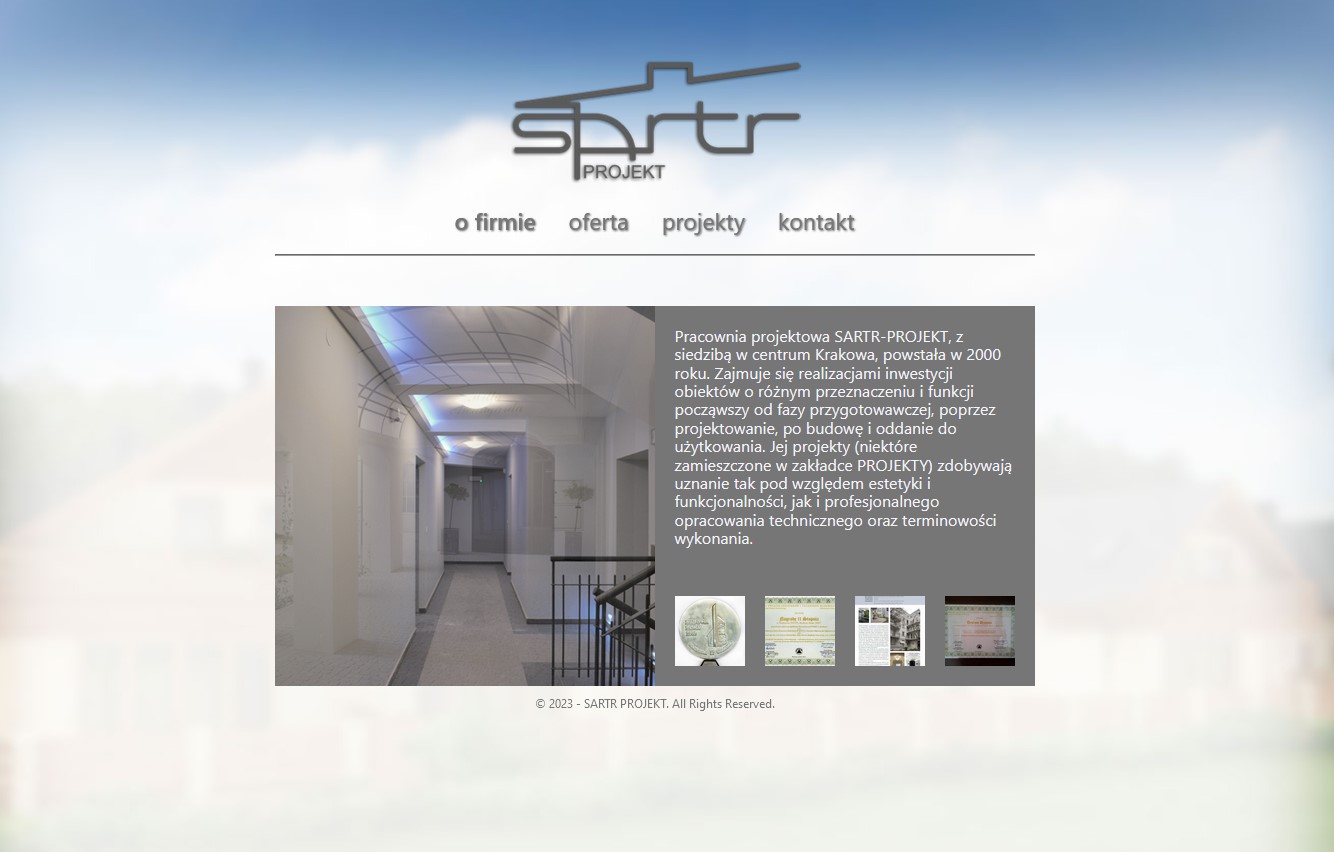 sartr
PROJEKT
o firmie oferta projekty kontakt
Pracownia projektowa SARTR-PROJEKT, z
siedzibą w centrum Krakowa, powstała w 2000
roku. Zajmuje się realizacjami inwestycji
obiektów o różnym przeznaczeniu i funkcji
począwszy od fazy przygotowawczej, poprzez
projektowanie, po budowę i oddanie do
użytkowania. Jej projekty (niektóre
zamieszczone w zakładce PROJEKTY) zdobywają
uznanie tak pod względem estetyki i
funkcjonalności, jak i profesjonalnego
opracowania technicznego oraz terminowości
wykonania.
Nagroda II Stopnia
© 2023 - SARTR PROJEKT. All Rights Reserved.